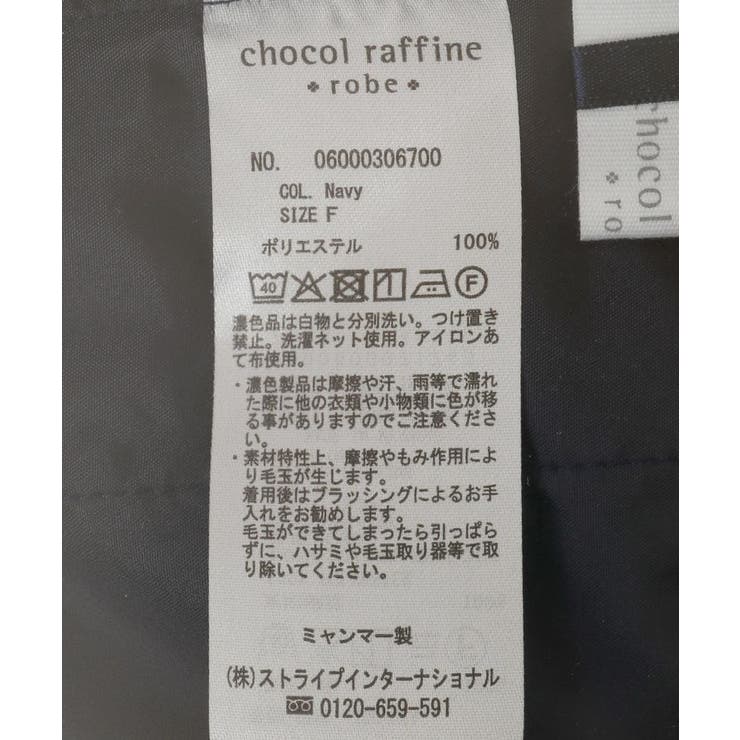 chocol raffine
robe
NO. 06000306700
COL. Navy
SIZE F
ポリエステル 100%
40 F
濃色品は白物と分別洗い。つけ置き
禁止。洗濯ネット使用。アイロンあ
て布使用。
・濃色製品は摩擦や汗、雨等で濡れ
た際に他の衣類や小物類に色が移
る事がありますのでご注意くださ
い。
・素材特性上、摩擦やもみ作用によ
り毛玉が生じます。
着用後はブラッシングによるお手
入れをお勧めします。
毛玉ができてしまったら引っぱら
ずに、ハサミや毛玉取り器等で取
り除いてください。
ミャンマー製
(株)ストライプインターナショナル
0120-659-591
chocol
ro